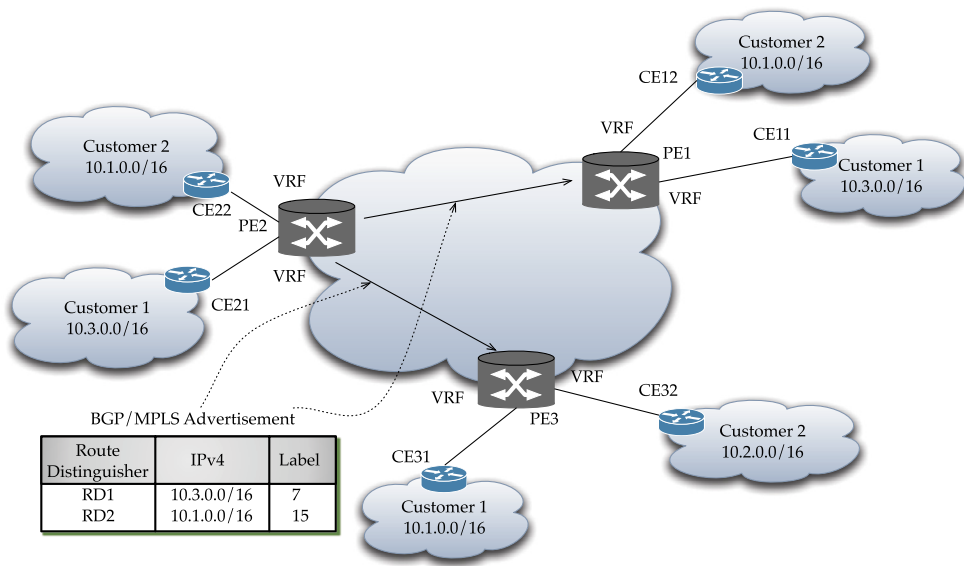 Customer 2
10.1.0.0/16
CE12
VRF
PE1
CE11
Customer 1
10.3.0.0/16
VRF
Customer 2
10.1.0.0/16
CE22
VRF
PE2
VRF
CE21
Customer 1
10.3.0.0/16
BGP/MPLS Advertisement
Route Distinguisher IPv4 Label
RD1 10.3.0.0/16 7
RD2 10.1.0.0/16 15
VRF
VRF
PE3
CE32
Customer 2
10.2.0.0/16
CE31
Customer 1
10.1.0.0/16